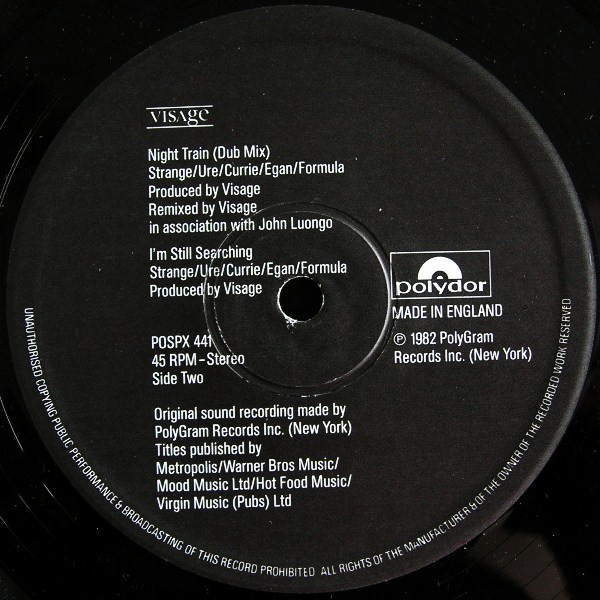 VISAGE
Night Train (Dub Mix)
Strange/Ure/Currie/Egan/Formula
Produced by Visage
Remixed by Visage
in association with John Luongo
I'm Still Searching
Strange/Ure/Currie/Egan/Formula
Produced by Visage
polydor
MADE IN ENGLAND
POSPX 441
45 RPM–Stereo
Side Two
℗ 1982 PolyGram
Records Inc. (New York)
Original sound recording made by
PolyGram Records Inc. (New York)
Titles published by
Metropolis/Warner Bros Music/
Mood Music Ltd/Hot Food Music/
Virgin Music (Pubs) Ltd
UNAUTHORISED COPYING PUBLIC PERFORMANCE & BROADCASTING OF THIS RECORD PROHIBITED ALL RIGHTS OF THE MANUFACTURER & OF THE OWNER OF THE RECORDED WORK RESERVED